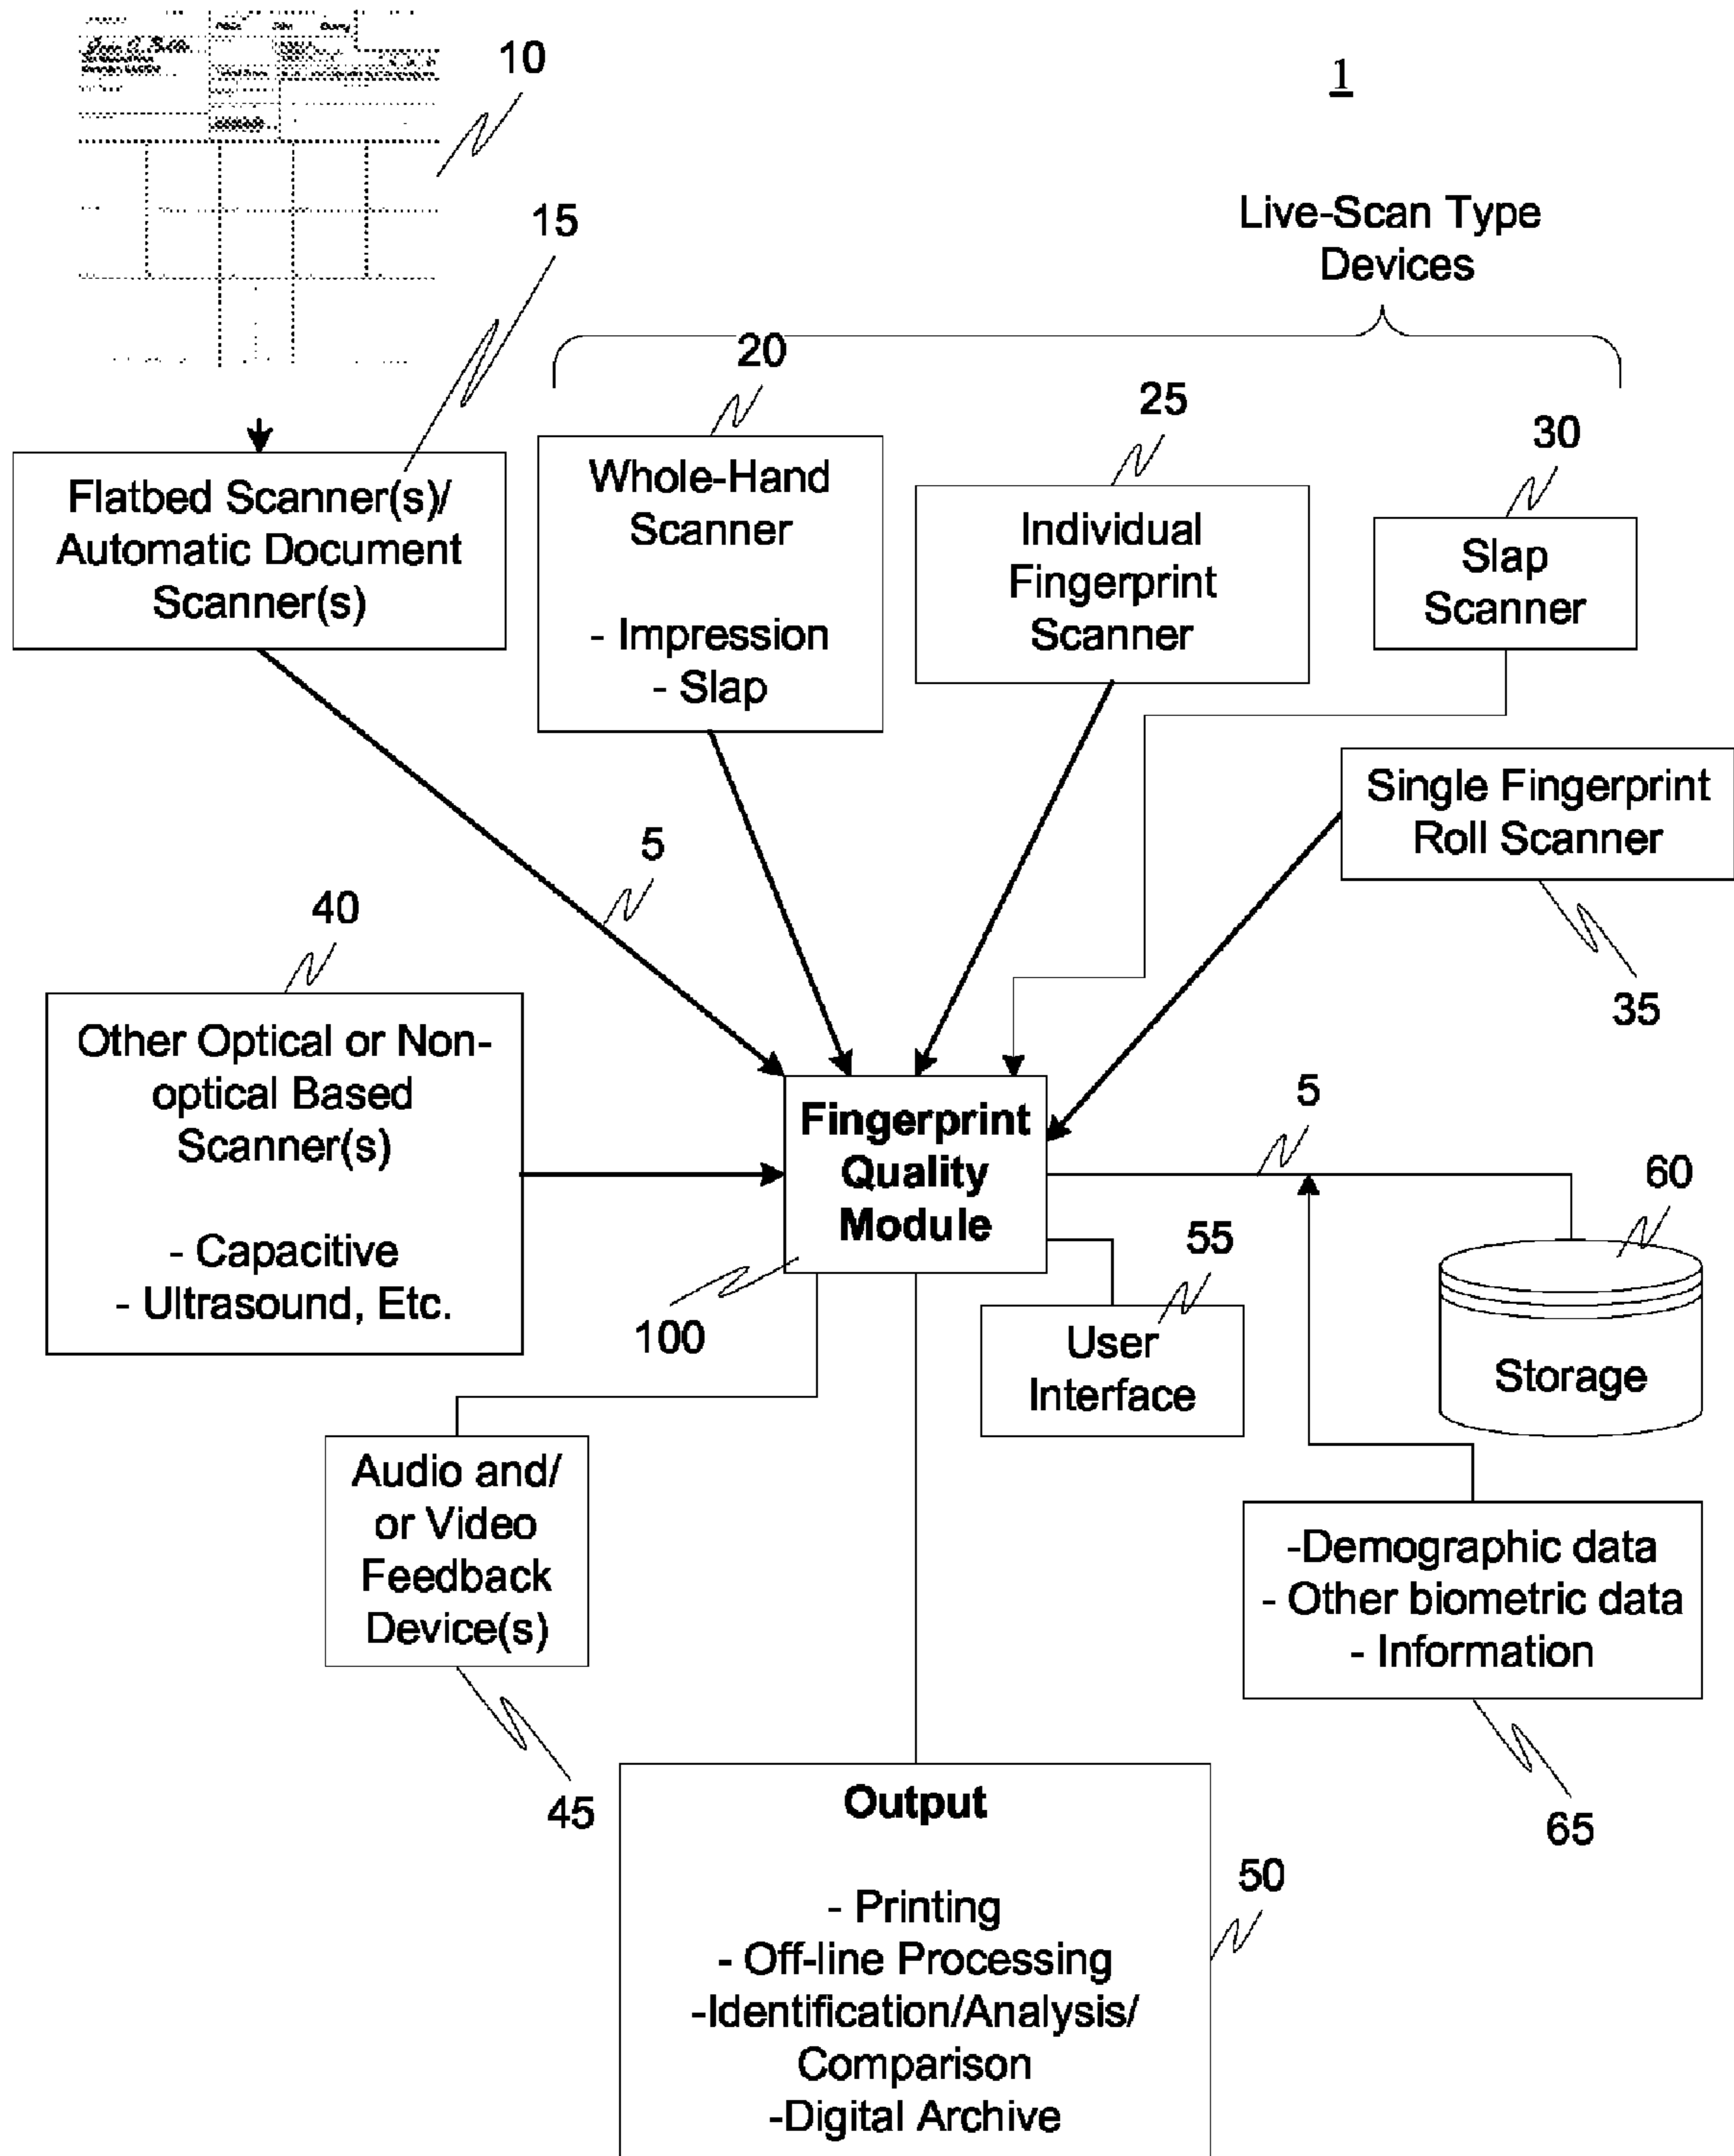 10
1
15
Live-Scan Type
Devices
20
25
30
Flatbed Scanner(s)/
Automatic Document
Scanner(s)
Whole-Hand
Scanner
- Impression
- Slap
Individual
Fingerprint
Scanner
Slap
Scanner
Single Fingerprint
Roll Scanner
35
5
40
Other Optical or Non-
optical Based
Scanner(s)
- Capacitive
- Ultrasound, Etc.
Fingerprint
Quality
Module
100
5
60
55
User
Interface
Storage
Audio and/
or Video
Feedback
Device(s)
45
-Demographic data
- Other biometric data
- Information
65
Output
- Printing
- Off-line Processing
-Identification/Analysis/
Comparison
-Digital Archive
50